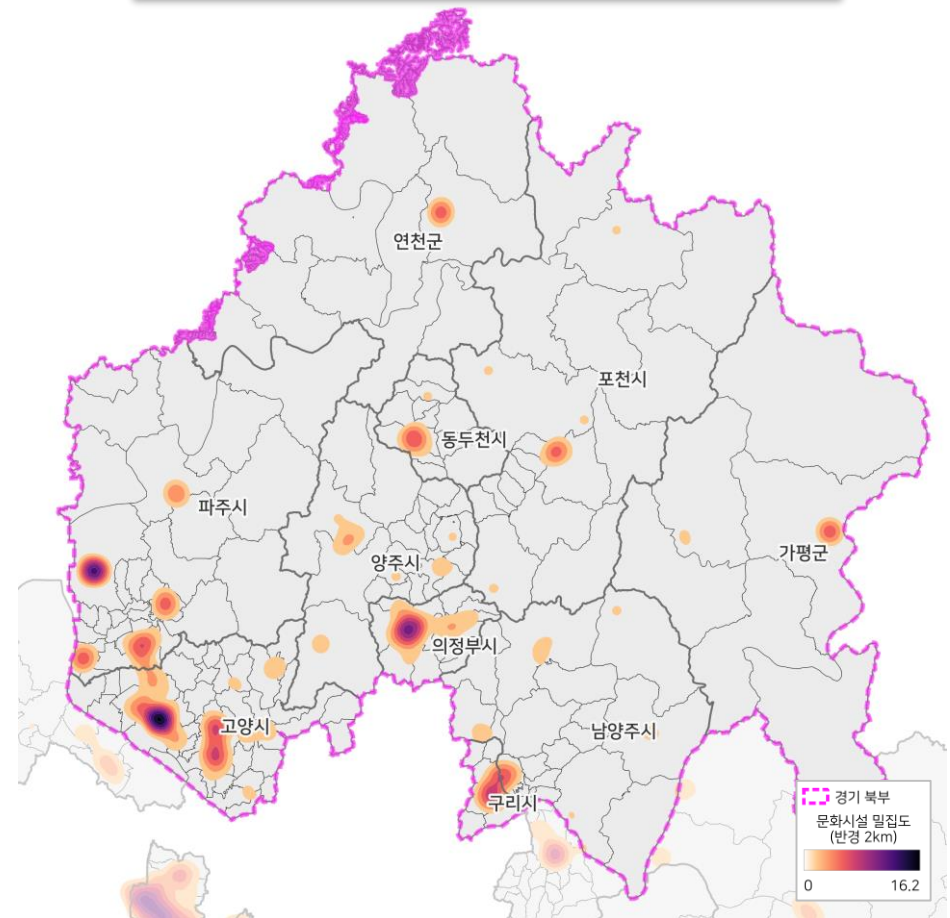 연천군
포천시
동두천시
파주시
양주시
가평군
의정부시
고양시
남양주시
구리시
경기 북부
문화시설 밀집도
(반경 2km)
0 16.2